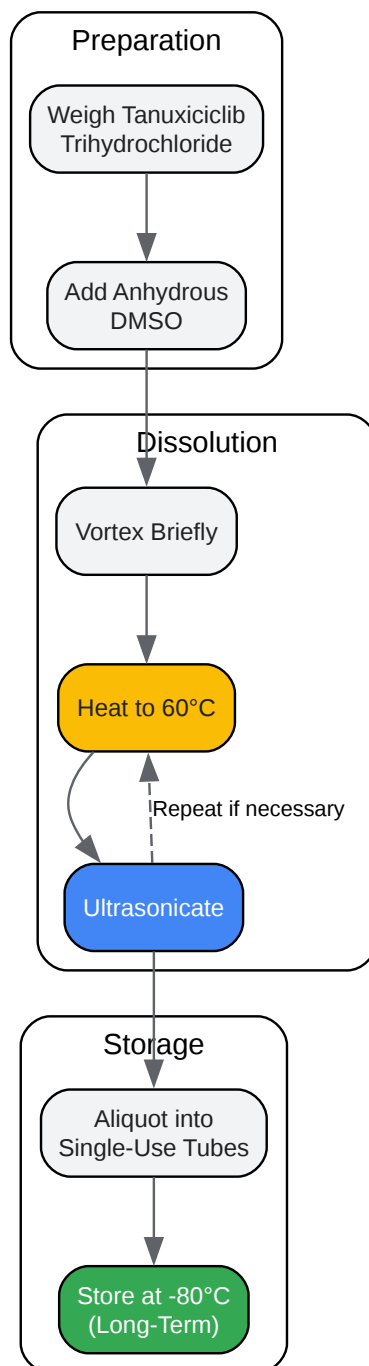 Preparation
Weigh Tanuxiciclib
Trihydrochloride
Add Anhydrous
DMSO
Dissolution
Vortex Briefly
Heat to 60°C
Repeat if necessary
Ultrasonicate
Storage
Aliquot into
Single-Use Tubes
Store at -80°C
(Long-Term)